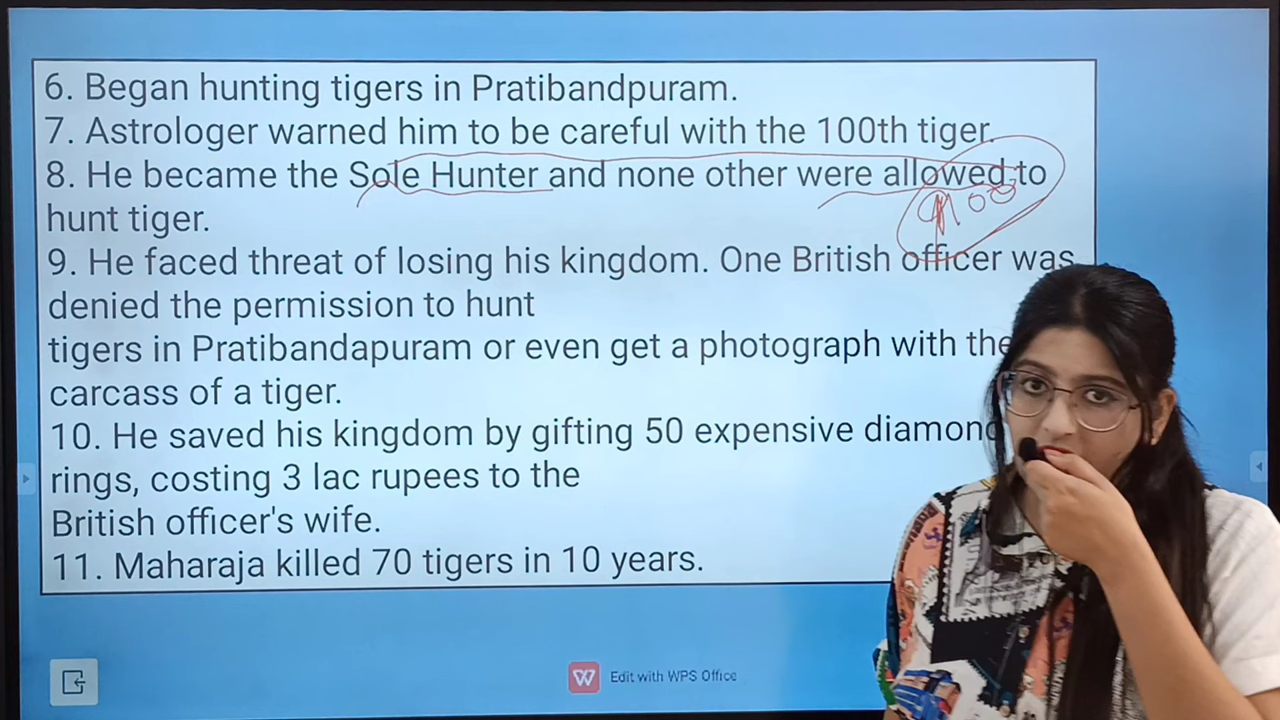 6. Began hunting tigers in Pratibandpuram.
7. Astrologer warned him to be careful with the 100th tiger.
8. He became the Sole Hunter and none other were allowed to
hunt tiger.
9. He faced threat of losing his kingdom. One British officer was
denied the permission to hunt
tigers in Pratibandapuram or even get a photograph with the
carcass of a tiger.
10. He saved his kingdom by gifting 50 expensive diamond
rings, costing 3 lac rupees to the
British officer's wife.
11. Maharaja killed 70 tigers in 10 years.
Edit with WPS Office